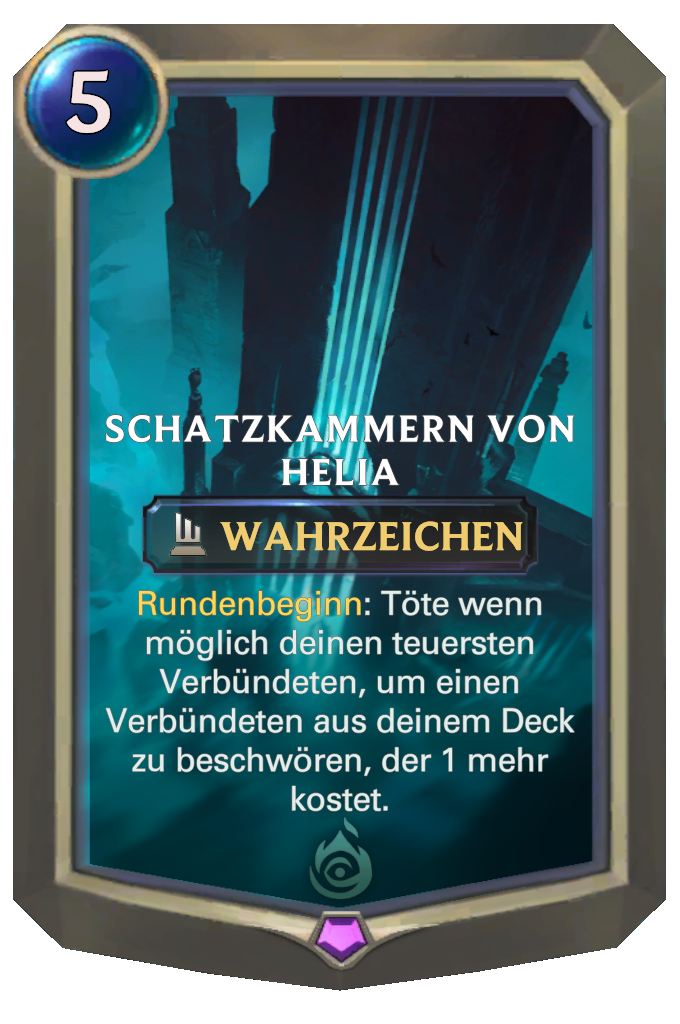 5
SCHATZKAMMERN VON
HELIA
WAHRZEICHEN
Rundenbeginn: Töte wenn
möglich deinen teuersten
Verbündeten, um einen
Verbündeten aus deinem Deck
zu beschwören, der 1 mehr
kostet.